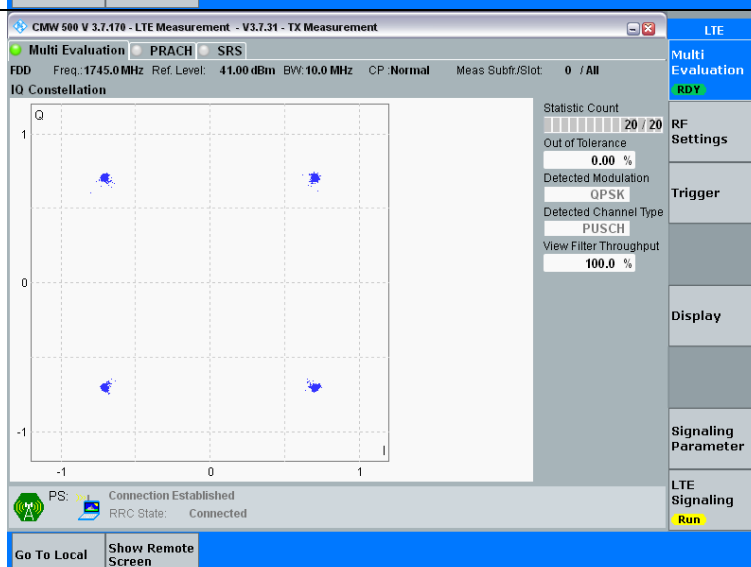 CMW 500 V 3.7.170 - LTE Measurement - V3.7.31 - TX Measurement
LTE
Multi Evaluation PRACH SRS
Multi Evaluation
RDY
FDD Freq.: 1745.0 MHz Ref. Level: 41.00 dBm BW: 10.0 MHz CP : Normal Meas Subfr./Slot: 0 / All
IQ Constellation
Q
1
0
-1
-1 0 1
I
Statistic Count
20 / 20
Out of Tolerance
0.00 %
Detected Modulation
QPSK
Detected Channel Type
PUSCH
View Filter Throughput
100.0 %
RF
Settings
Trigger
Display
Signaling
Parameter
LTE
Signaling
Run
PS: Connection Established
RRC State: Connected
Go To Local
Show Remote
Screen